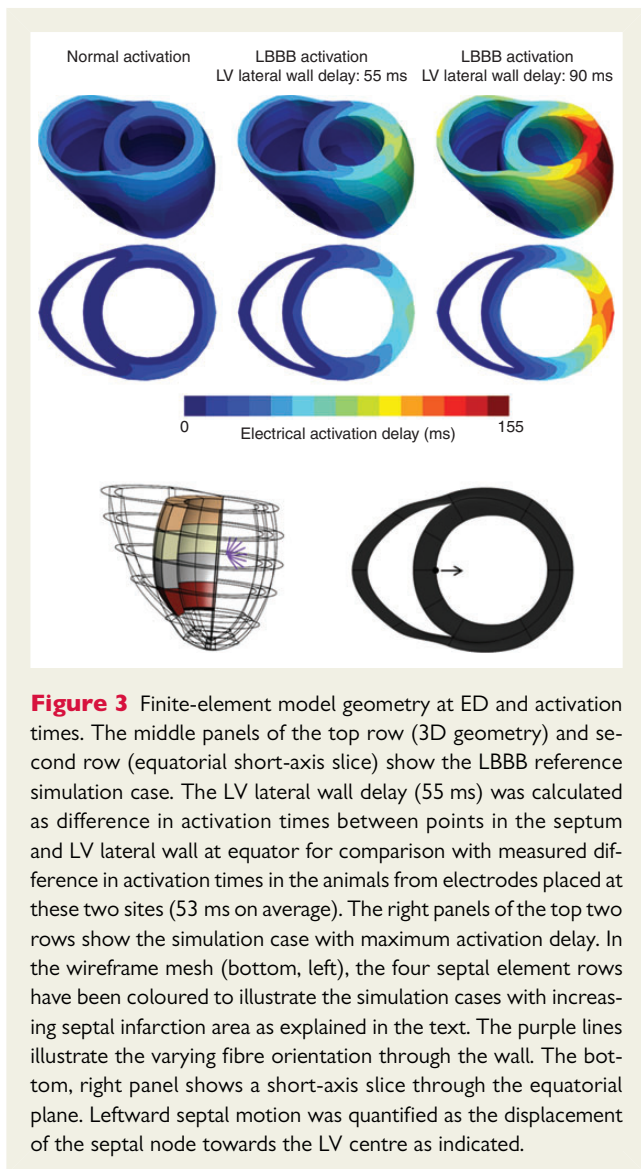 Normal activation
LBBB activation
LV lateral wall delay: 55 ms
LBBB activation
LV lateral wall delay: 90 ms
0
Electrical activation delay (ms)
155
Figure 3 Finite-element model geometry at ED and activation
times. The middle panels of the top row (3D geometry) and se-
cond row (equatorial short-axis slice) show the LBBB reference
simulation case. The LV lateral wall delay (55 ms) was calculated
as difference in activation times between points in the septum
and LV lateral wall at equator for comparison with measured dif-
ference in activation times in the animals from electrodes placed at
these two sites (53 ms on average). The right panels of the top two
rows show the simulation case with maximum activation delay. In
the wireframe mesh (bottom, left), the four septal element rows
have been coloured to illustrate the simulation cases with increas-
ing septal infarction area as explained in the text. The purple lines
illustrate the varying fibre orientation through the wall. The bot-
tom, right panel shows a short-axis slice through the equatorial
plane. Leftward septal motion was quantified as the displacement
of the septal node towards the LV centre as indicated.